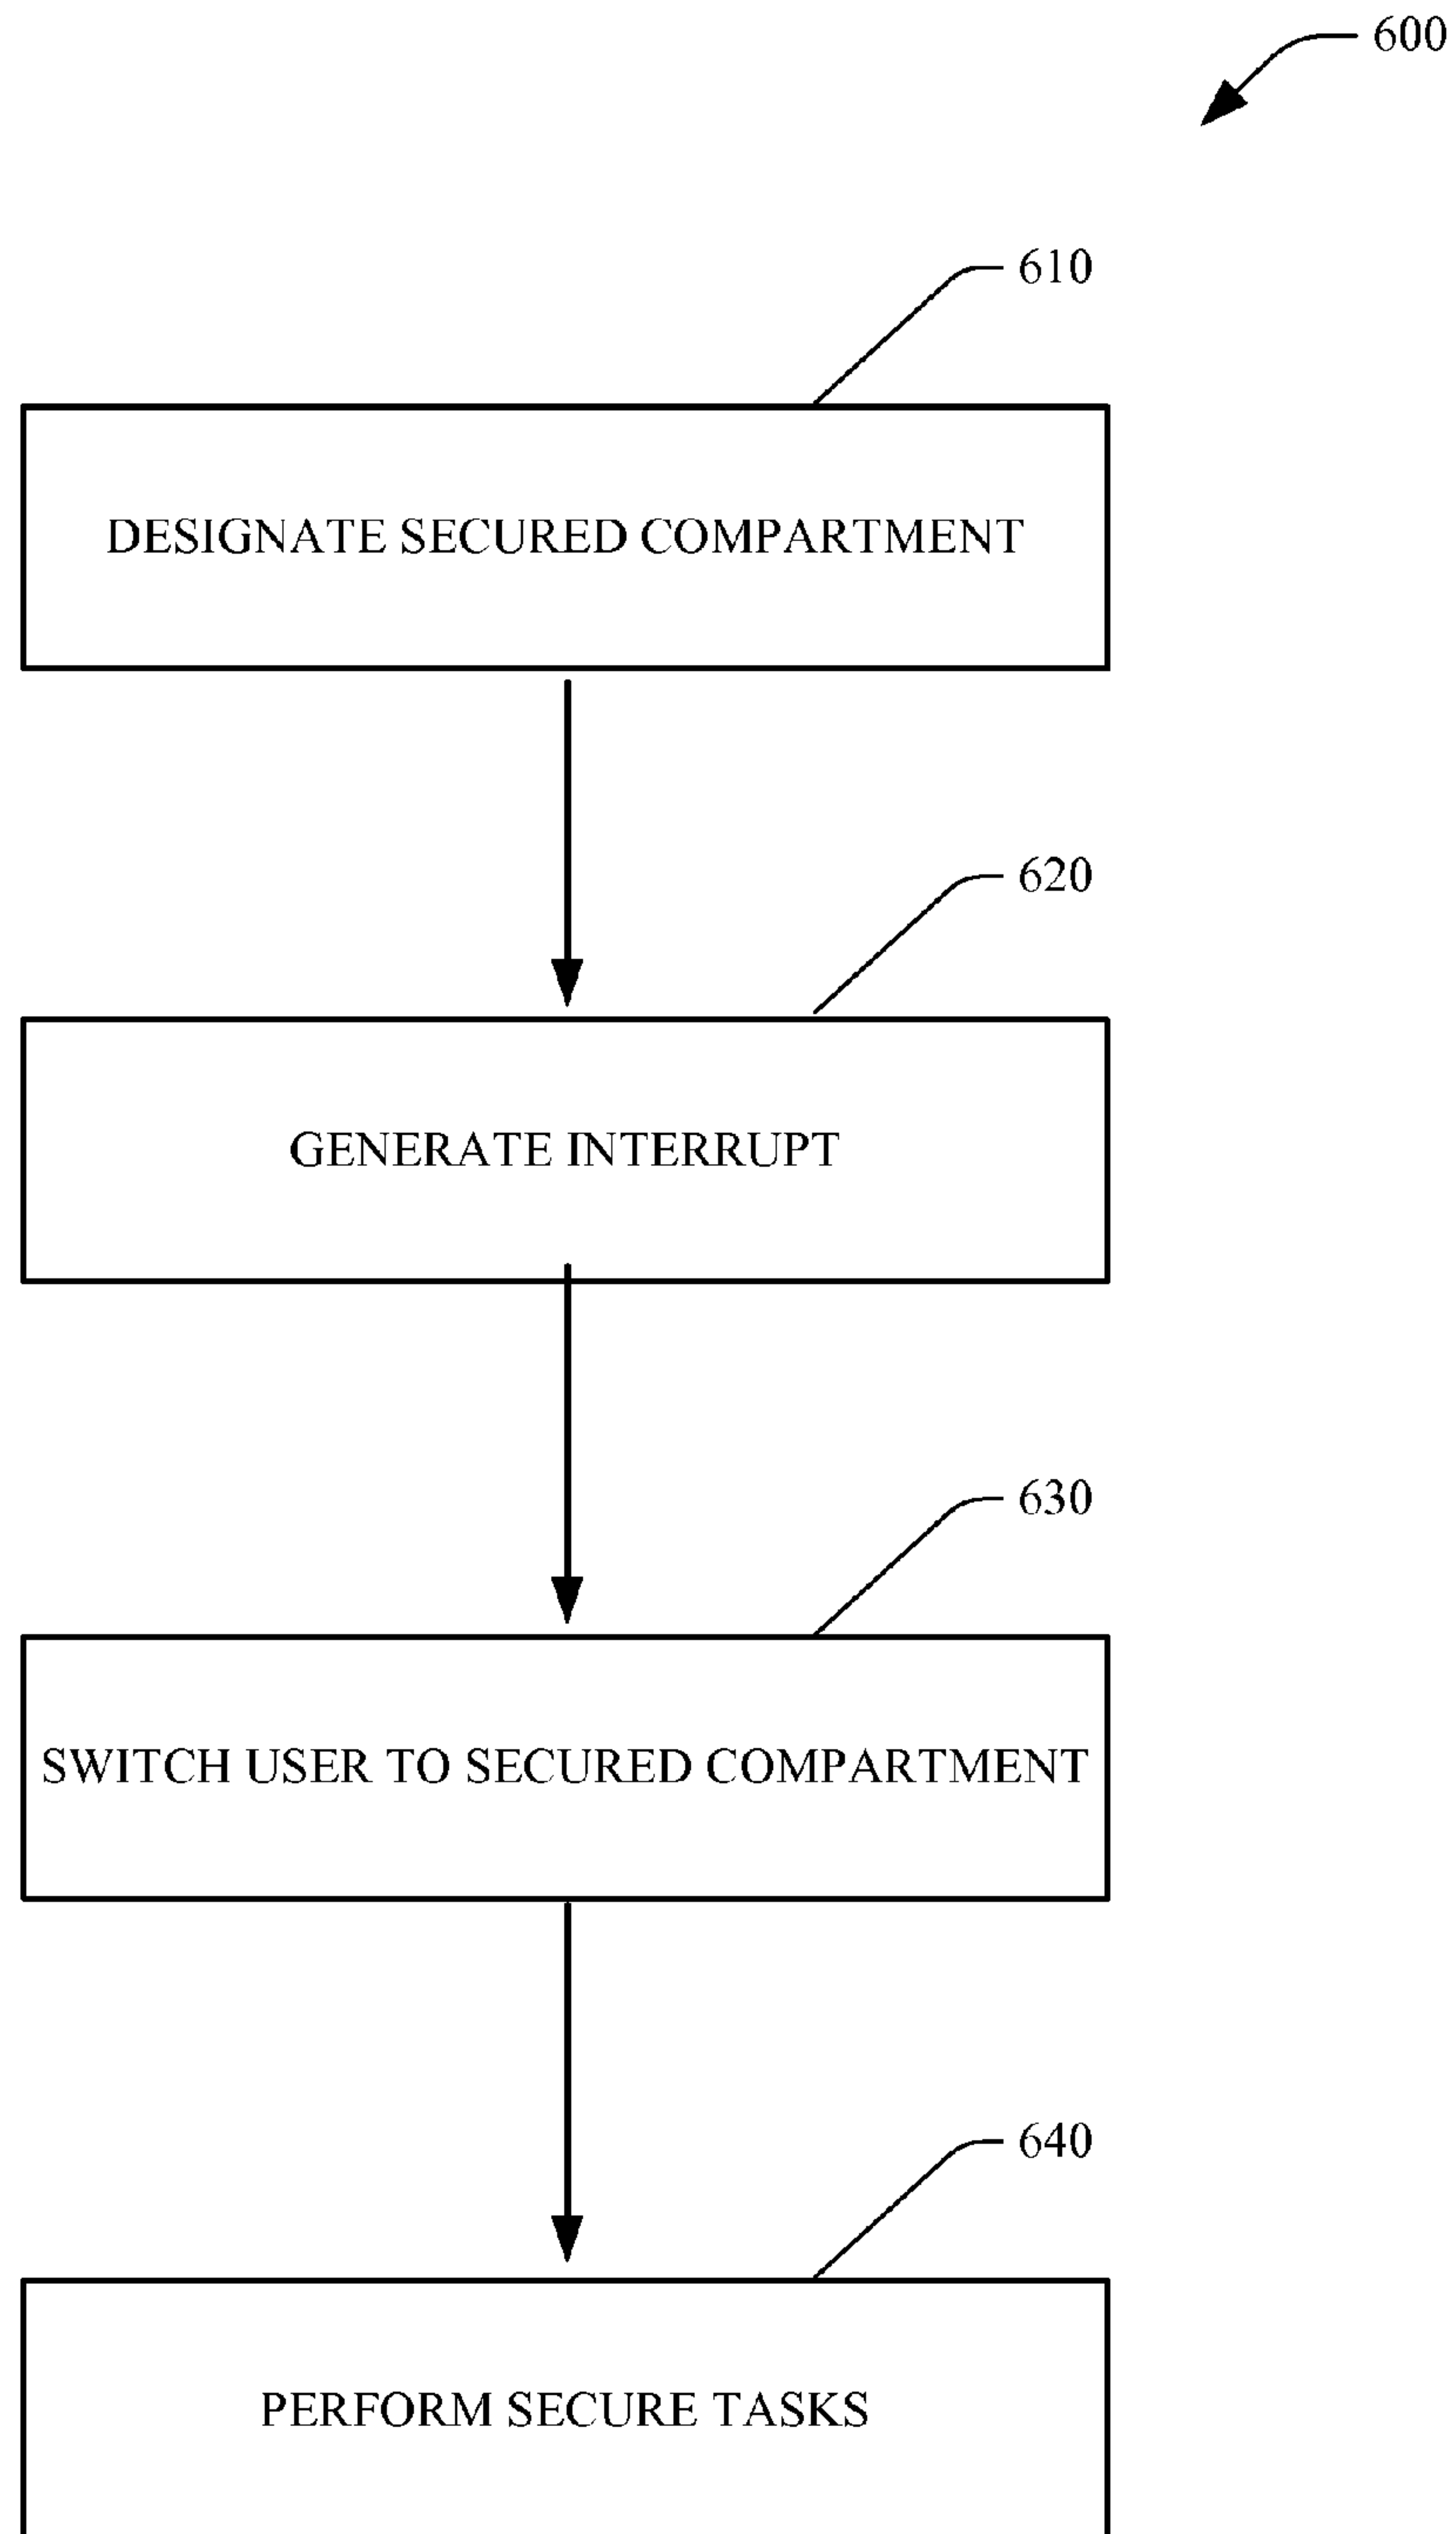 600
610
DESIGNATE SECURED COMPARTMENT
620
GENERATE INTERRUPT
630
SWITCH USER TO SECURED COMPARTMENT
640
PERFORM SECURE TASKS